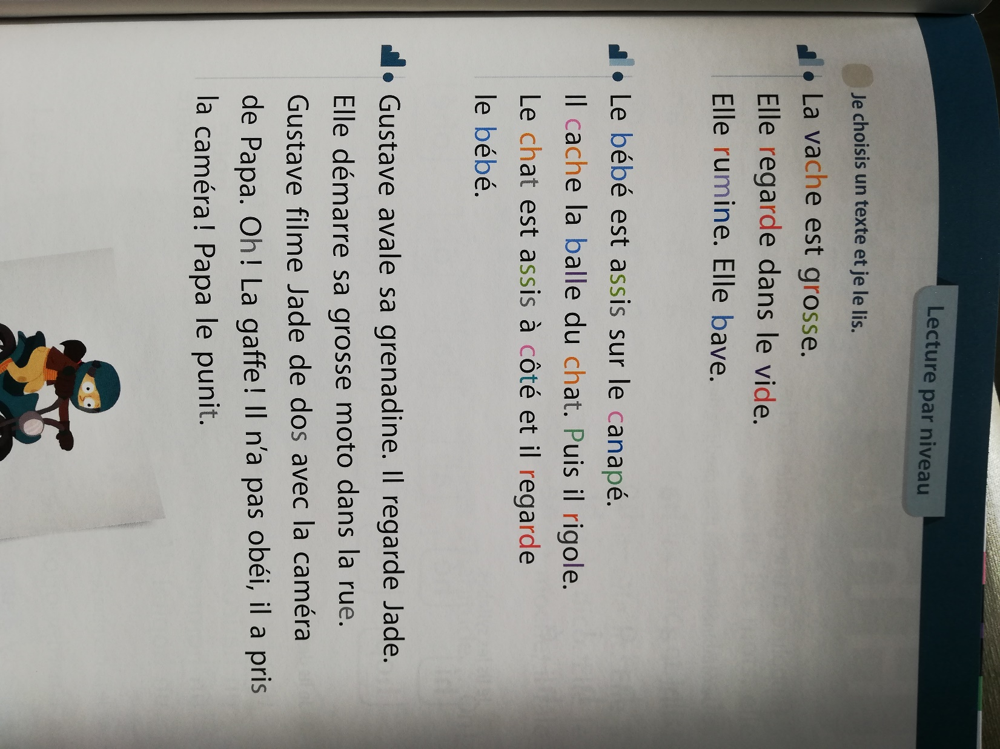 Lecture par niveau
Je choisis un texte et je le lis.
La vache est grosse.
Elle regarde dans le vide.
Elle rumine. Elle bave.
Le bébé est assis sur le canapé.
Il cache la balle du chat. Puis il rigole.
Le chat est assis à côté et il regarde
le bébé.
Gustave avale sa grenadine. Il regarde Jade.
Elle démarre sa grosse moto dans la rue.
Gustave filme Jade de dos avec la caméra
de Papa. Oh ! La gaffe ! Il n'a pas obéi, il a pris
la caméra ! Papa le punit.